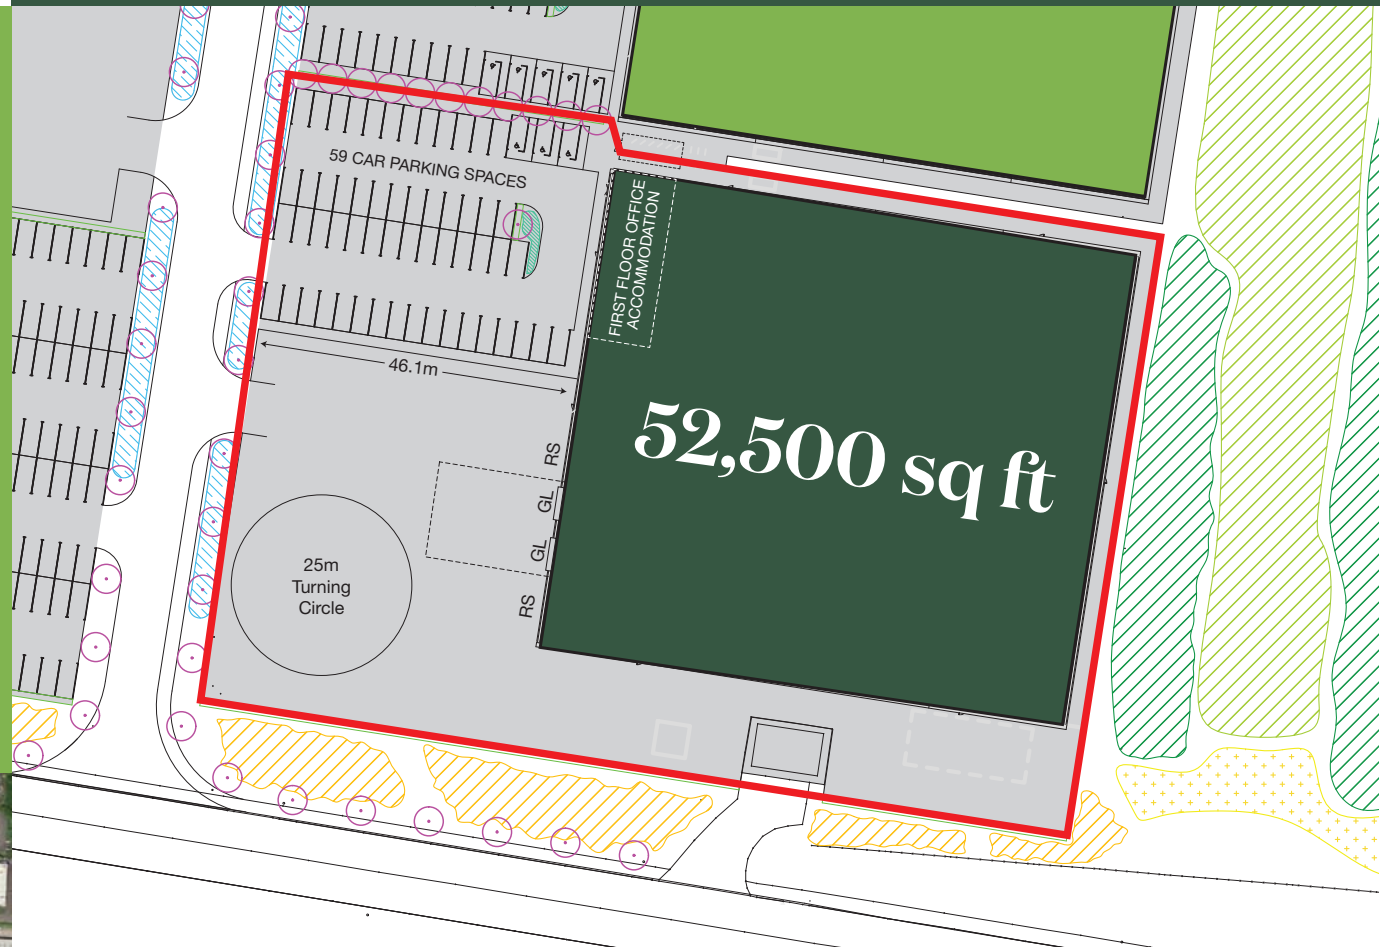 59 CAR PARKING SPACES
FIRST FLOOR OFFICE
ACCOMMODATION
46.1m
52,500 sq ft
RS
GL
GL
RS
25m
Turning
Circle